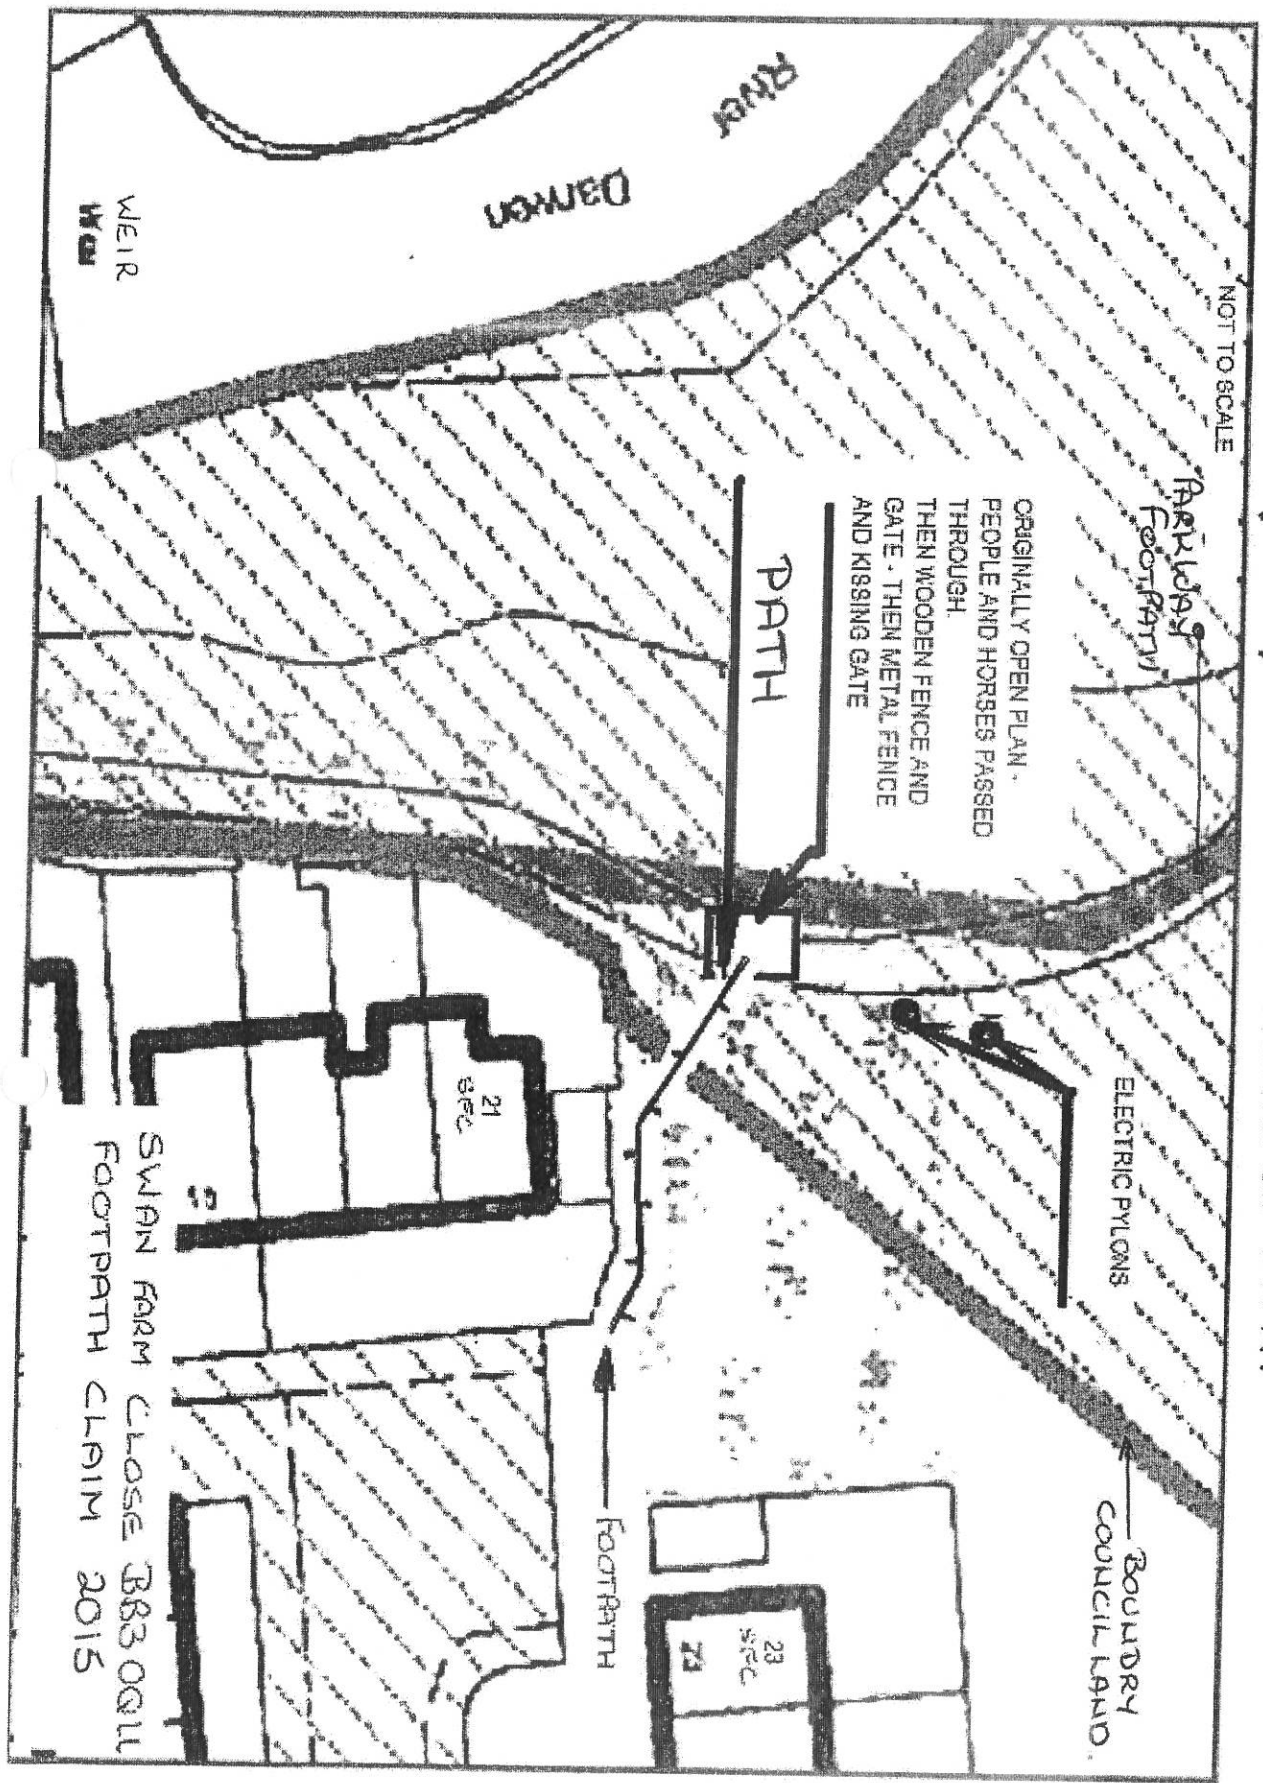 NOT TO SCALE
PARKWAY
FOOTPATH
River
Darwen
WEIR
ORIGINALLY OPEN PLAN -
PEOPLE AND HORSES PASSED
THROUGH.
THEN WOODEN FENCE AND
GATE - THEN METAL FENCE
AND KISSING GATE
PATH
ELECTRIC PYLONS
BOUNDRY
COUNCIL LAND.
21
SFC
FOOTPATH
23
SFC
SWAN FARM CLOSE BB3 0QU
FOOTPATH CLAIM 2015